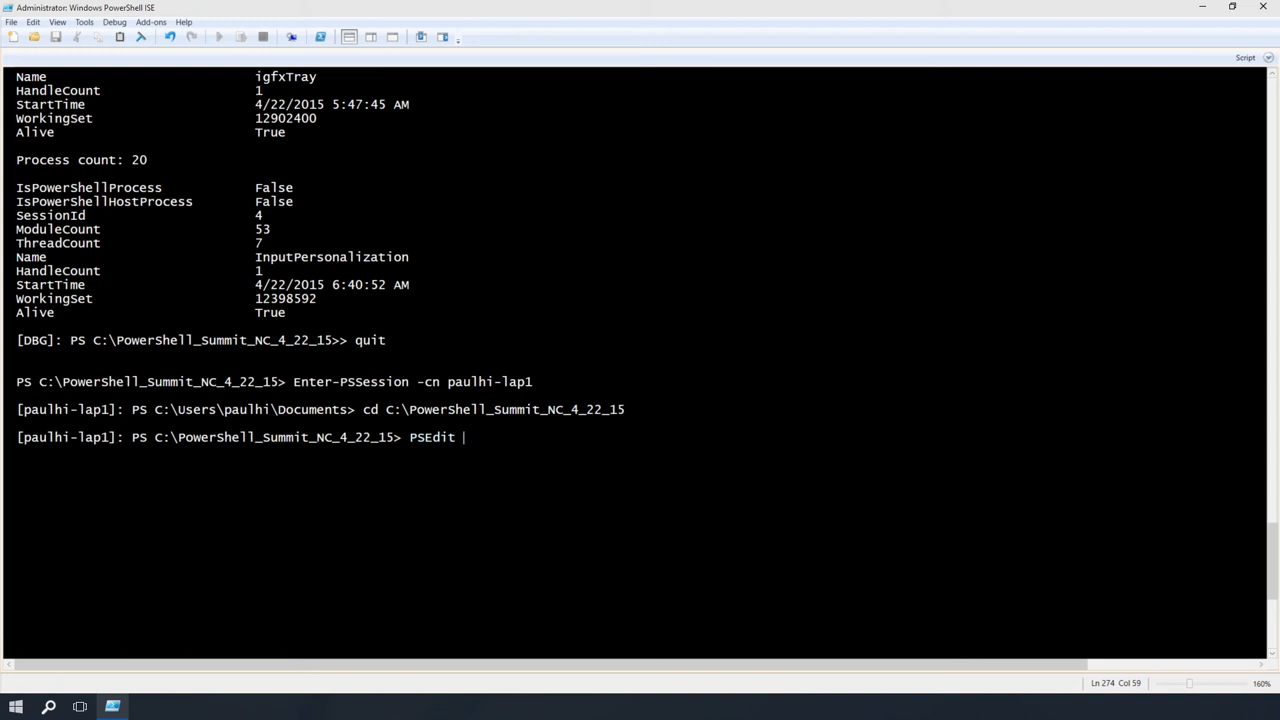 Administrator: Windows PowerShell ISE
File Edit View Tools Debug Add-ons Help
Script
Name igfxTray
HandleCount 1
StartTime 4/22/2015 5:47:45 AM
WorkingSet 12902400
Alive True
Process count: 20
IsPowerShellProcess False
IsPowerShellHostProcess False
SessionId 4
ModuleCount 53
ThreadCount 7
Name InputPersonalization
HandleCount 1
StartTime 4/22/2015 6:40:52 AM
WorkingSet 12398592
Alive True
[DBG]: PS C:\PowerShell_Summit_NC_4_22_15>> quit
PS C:\PowerShell_Summit_NC_4_22_15> Enter-PSSession -cn paulhi-lap1
[paulhi-lap1]: PS C:\Users\paulhi\Documents> cd C:\PowerShell_Summit_NC_4_22_15
[paulhi-lap1]: PS C:\PowerShell_Summit_NC_4_22_15> PSEdit
Ln 274 Col 59 160%